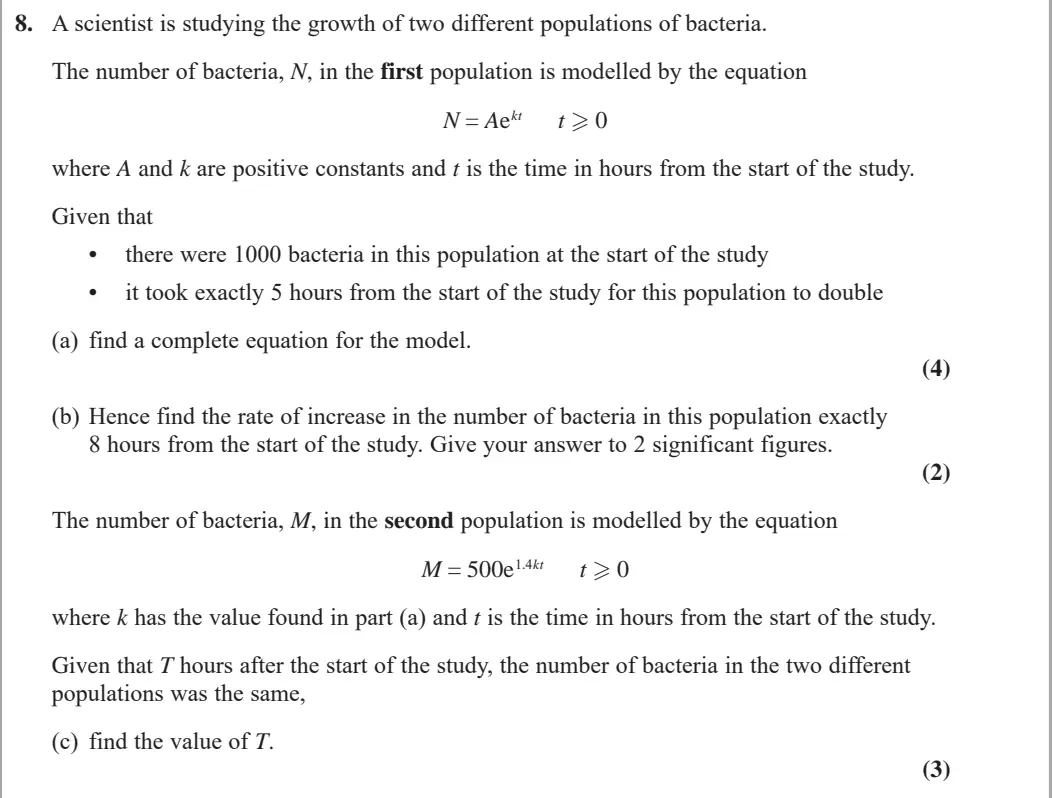 8. A scientist is studying the growth of two different populations of bacteria.
The number of bacteria, N, in the first population is modelled by the equation
N = Ae^{kt}    t ⩾ 0
where A and k are positive constants and t is the time in hours from the start of the study.
Given that
• there were 1000 bacteria in this population at the start of the study
• it took exactly 5 hours from the start of the study for this population to double
(a) find a complete equation for the model.
(4)
(b) Hence find the rate of increase in the number of bacteria in this population exactly
8 hours from the start of the study. Give your answer to 2 significant figures.
(2)
The number of bacteria, M, in the second population is modelled by the equation
M = 500e^{1.4kt}    t ⩾ 0
where k has the value found in part (a) and t is the time in hours from the start of the study.
Given that T hours after the start of the study, the number of bacteria in the two different
populations was the same,
(c) find the value of T.
(3)